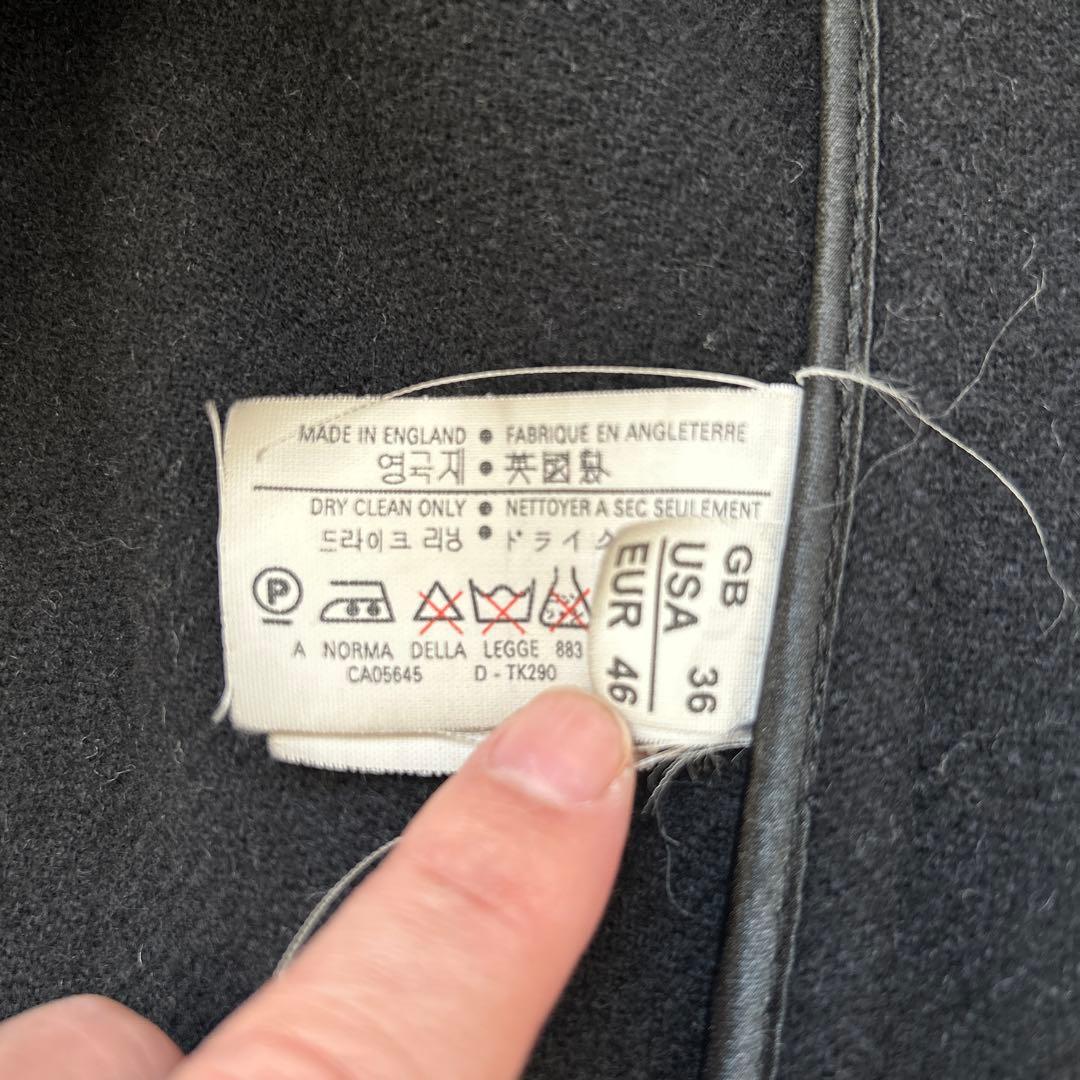 MADE IN ENGLAND ● FABRIQUE EN ANGLETERRE
영국제 ● 英國製
DRY CLEAN ONLY ● NETTOYER A SEC SEULEMENT
드라이크 리닝 ● ドライク
P
A NORMA DELLA LEGGE 883
CA05645 D - TK290
GB
USA 36
EUR 46